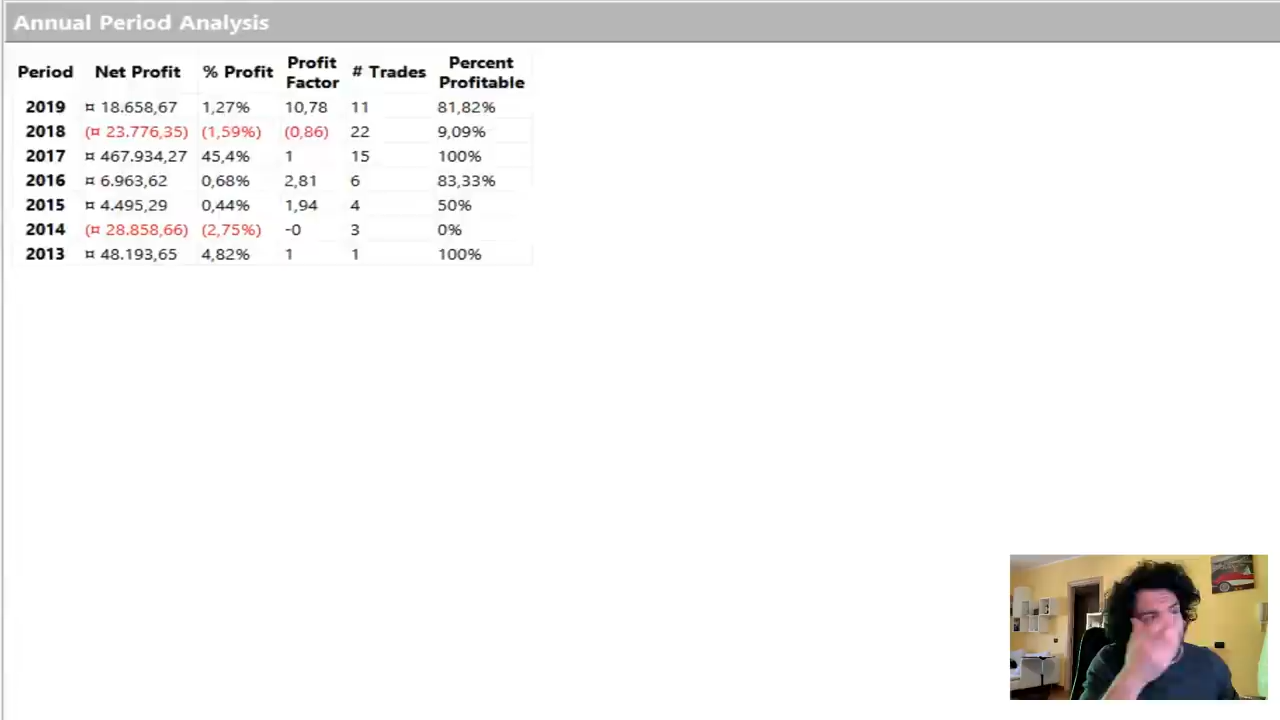 Annual Period Analysis
Period Net Profit % Profit Profit Factor # Trades Percent Profitable
2019 ¤ 18.658,67 1,27% 10,78 11 81,82%
2018 (¤ 23.776,35) (1,59%) (0,86) 22 9,09%
2017 ¤ 467.934,27 45,4% 1 15 100%
2016 ¤ 6.963,62 0,68% 2,81 6 83,33%
2015 ¤ 4.495,29 0,44% 1,94 4 50%
2014 (¤ 28.858,66) (2,75%) -0 3 0%
2013 ¤ 48.193,65 4,82% 1 1 100%